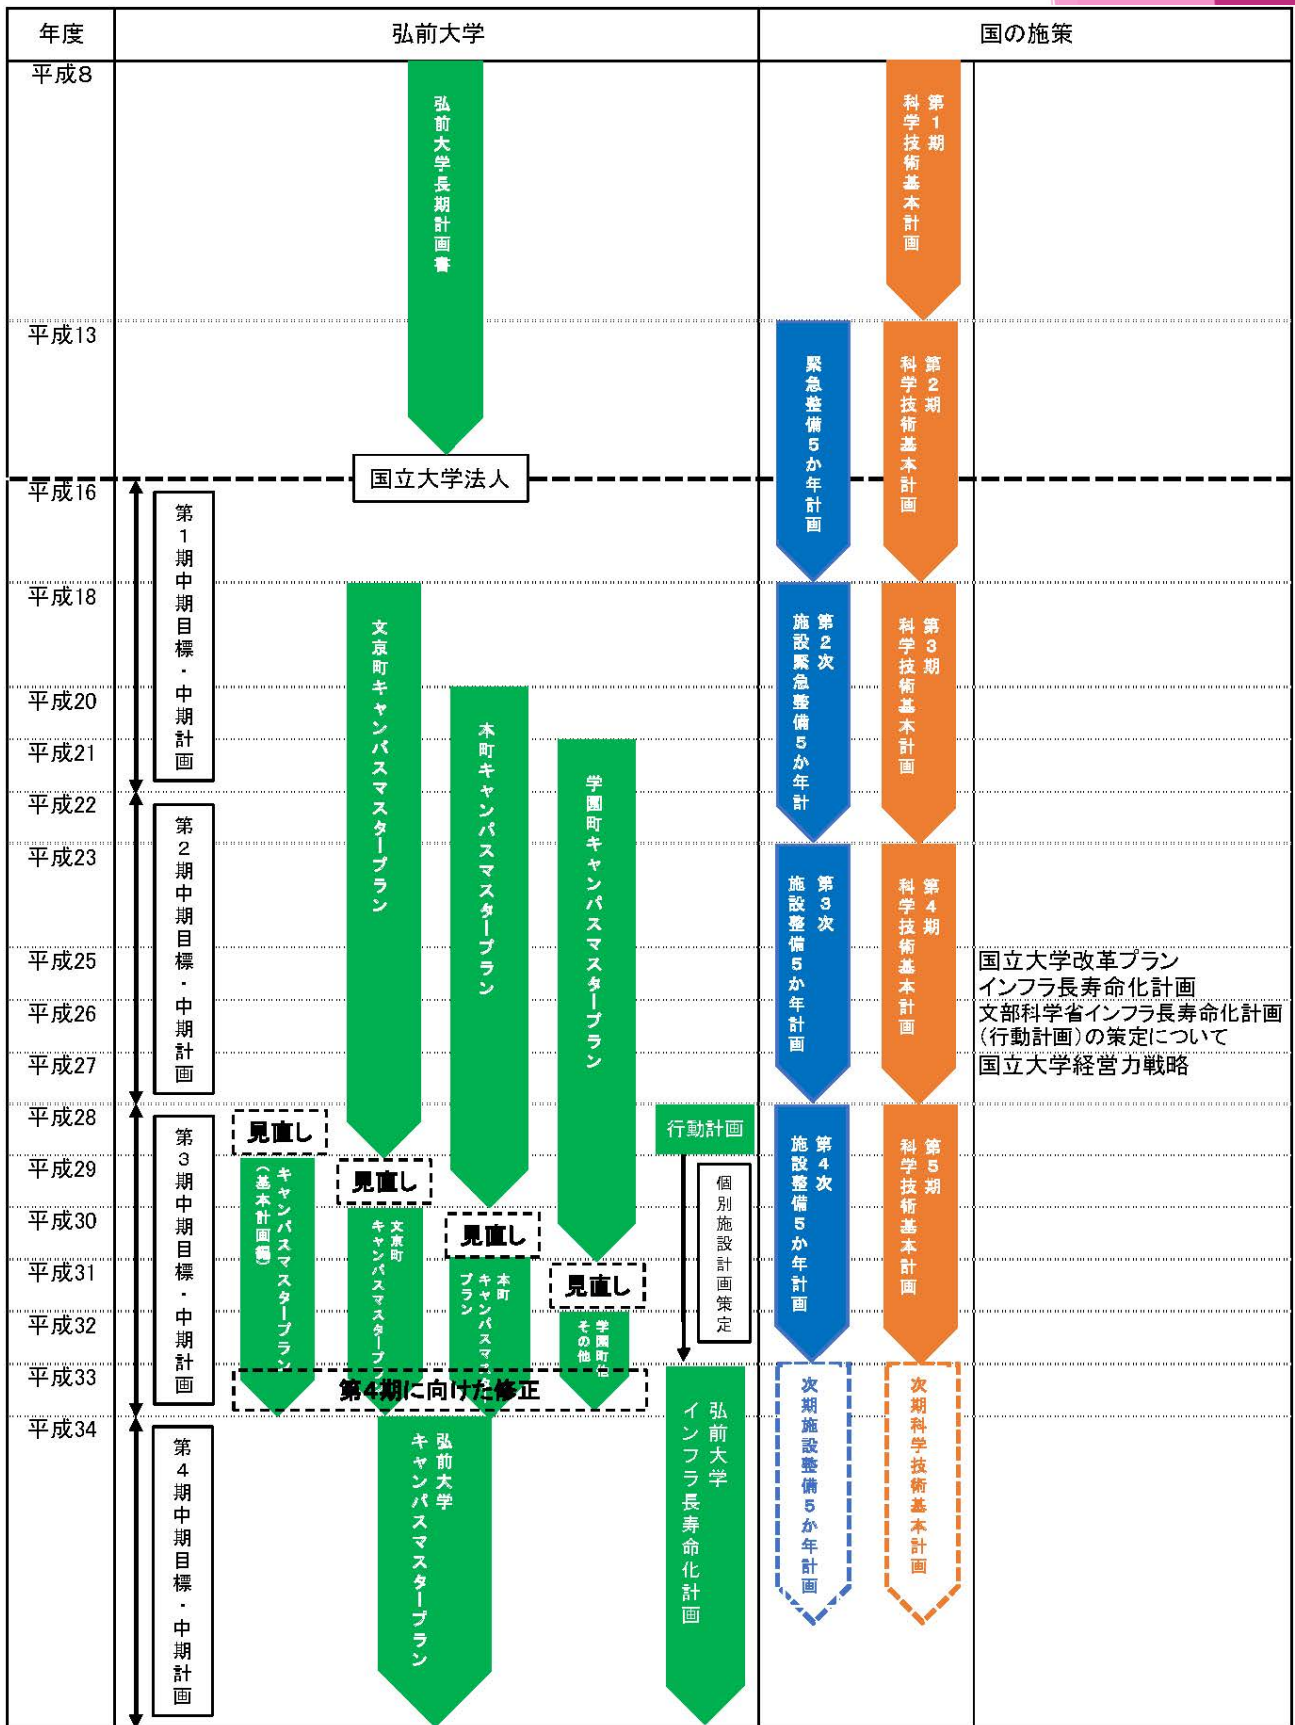 年度
弘前大学
国の施策
平成8
弘前大学長期計画書
第1期
科学技術基本計画
平成13
緊急整備5か年計画
第2期
科学技術基本計画
国立大学法人
平成16
第1期中期目標・中期計画
平成18
文京町キャンパスマスタープラン
第2次
施設緊急整備5か年計
第3期
科学技術基本計画
平成20
本町キャンパスマスタープラン
平成21
学園町キャンパスマスタープラン
平成22
第2期中期目標・中期計画
平成23
第3次
施設整備5か年計画
第4期
科学技術基本計画
平成25
国立大学改革プラン
インフラ長寿命化計画
平成26
文部科学省インフラ長寿命化計画
(行動計画)の策定について
平成27
国立大学経営力戦略
平成28
第3期中期目標・中期計画
見直し
行動計画
第4次
施設整備5か年計画
第5期
科学技術基本計画
平成29
キャンパスマスタープラン
(基本計画編)
見直し
個別施設計画策定
平成30
文京町
キャンパスマスタープ
見直し
平成31
本町
キャンパスマス
プラン
見直し
平成32
学園町他
その他
平成33
第4期に向けた修正
弘前大学
インフラ長寿命化計画
次期施設整備5か年計画
次期科学技術基本計画
平成34
第4期中期目標・中期計画
弘前大学
キャンパスマスタープラン